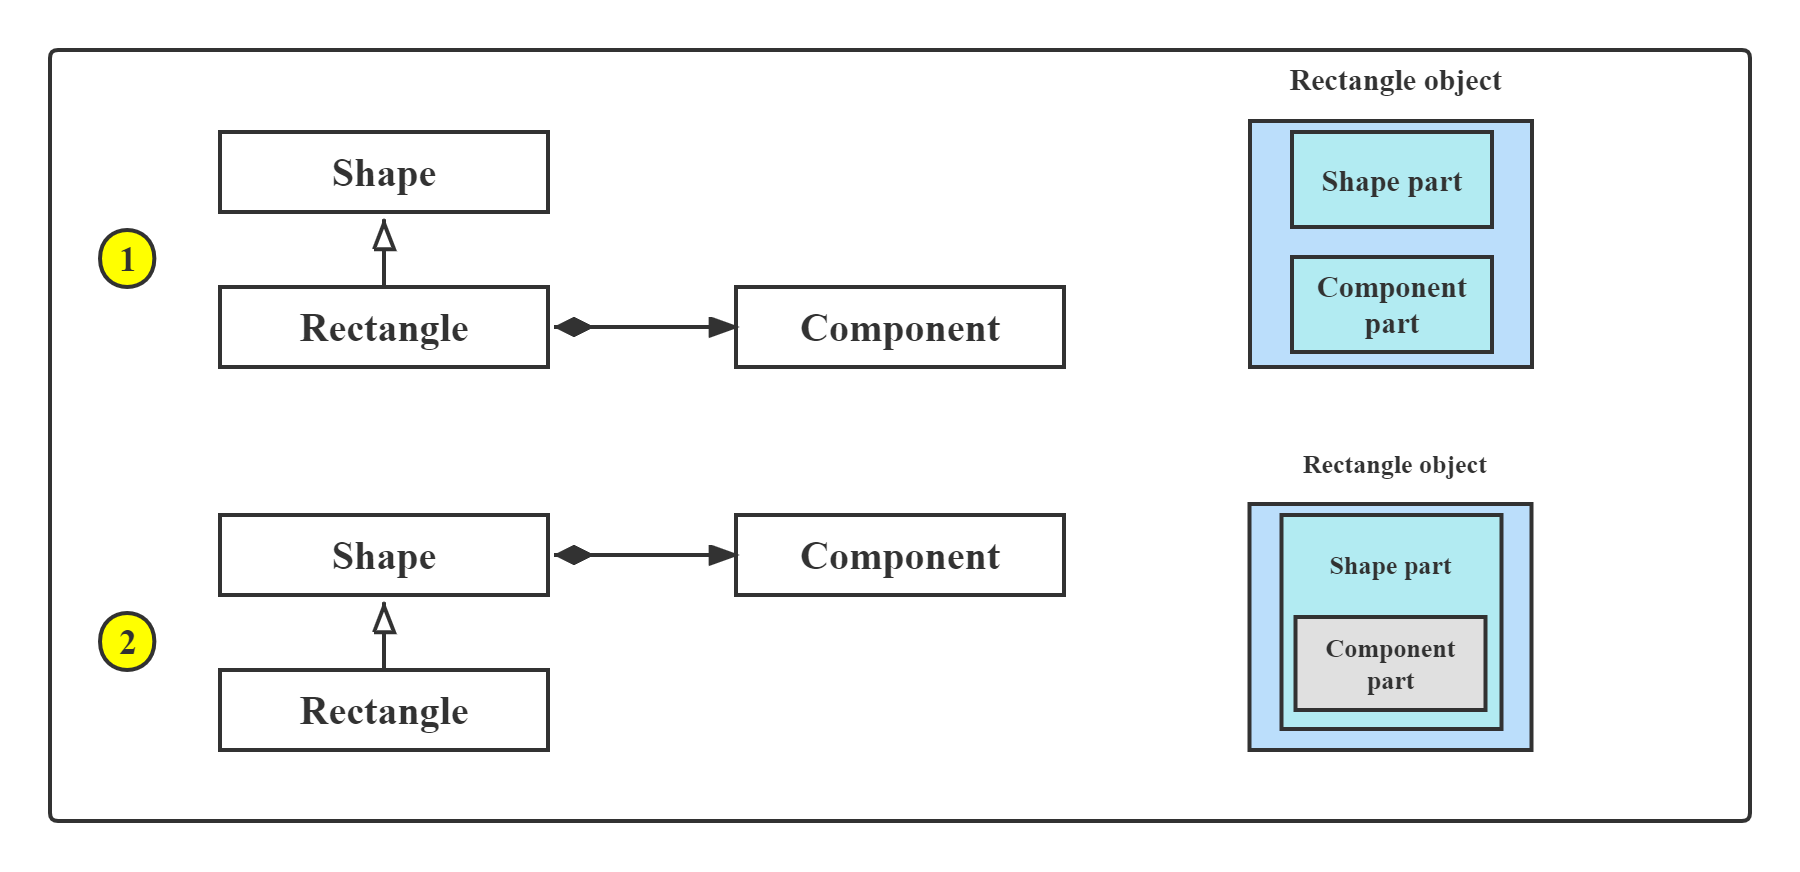 Rectangle object
Shape
Shape part
1
Rectangle
Component
Component
part
Rectangle object
Shape
Component
Shape part
2
Component
part
Rectangle